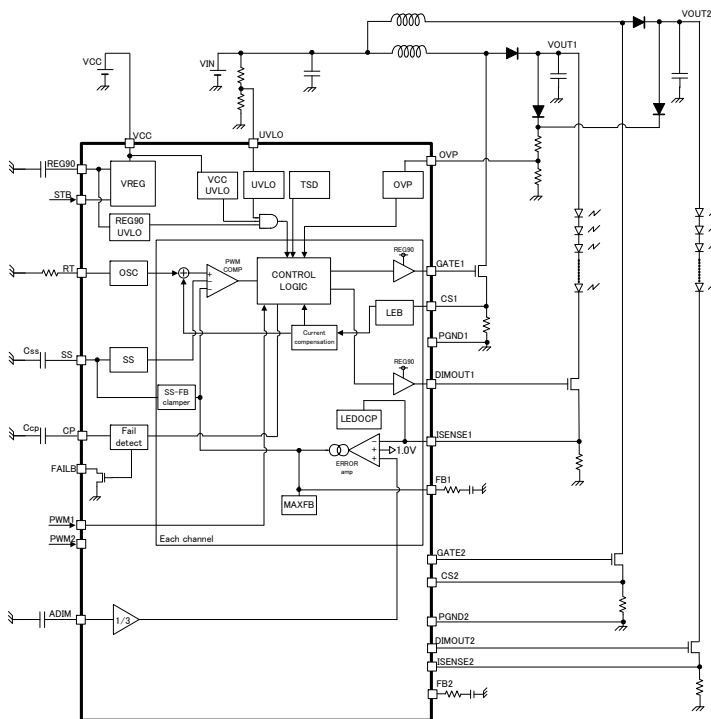 VOUT2
VOUT1
VCC
VIN
VCC
UVLO
REG90
STB
VREG
VCC
UVLO
UVLO
TSD
OVP
OVP
REG90
UVLO
RT
OSC
PWM
COMP
CONTROL
LOGIC
REG90
GATE1
LEB
CS1
Current
compensation
PGND1
Css
SS
SS
SS-FB
clamper
REG90
DIMOUT1
LEDOCP
Ccp
CP
Fail
detect
ISENSE1
1.0V
ERROR
amp
FAILB
MAXFB
FB1
PWM1
PWM2
Each channel
GATE2
CS2
ADIM
1/3
PGND2
DIMOUT2
ISENSE2
FB2